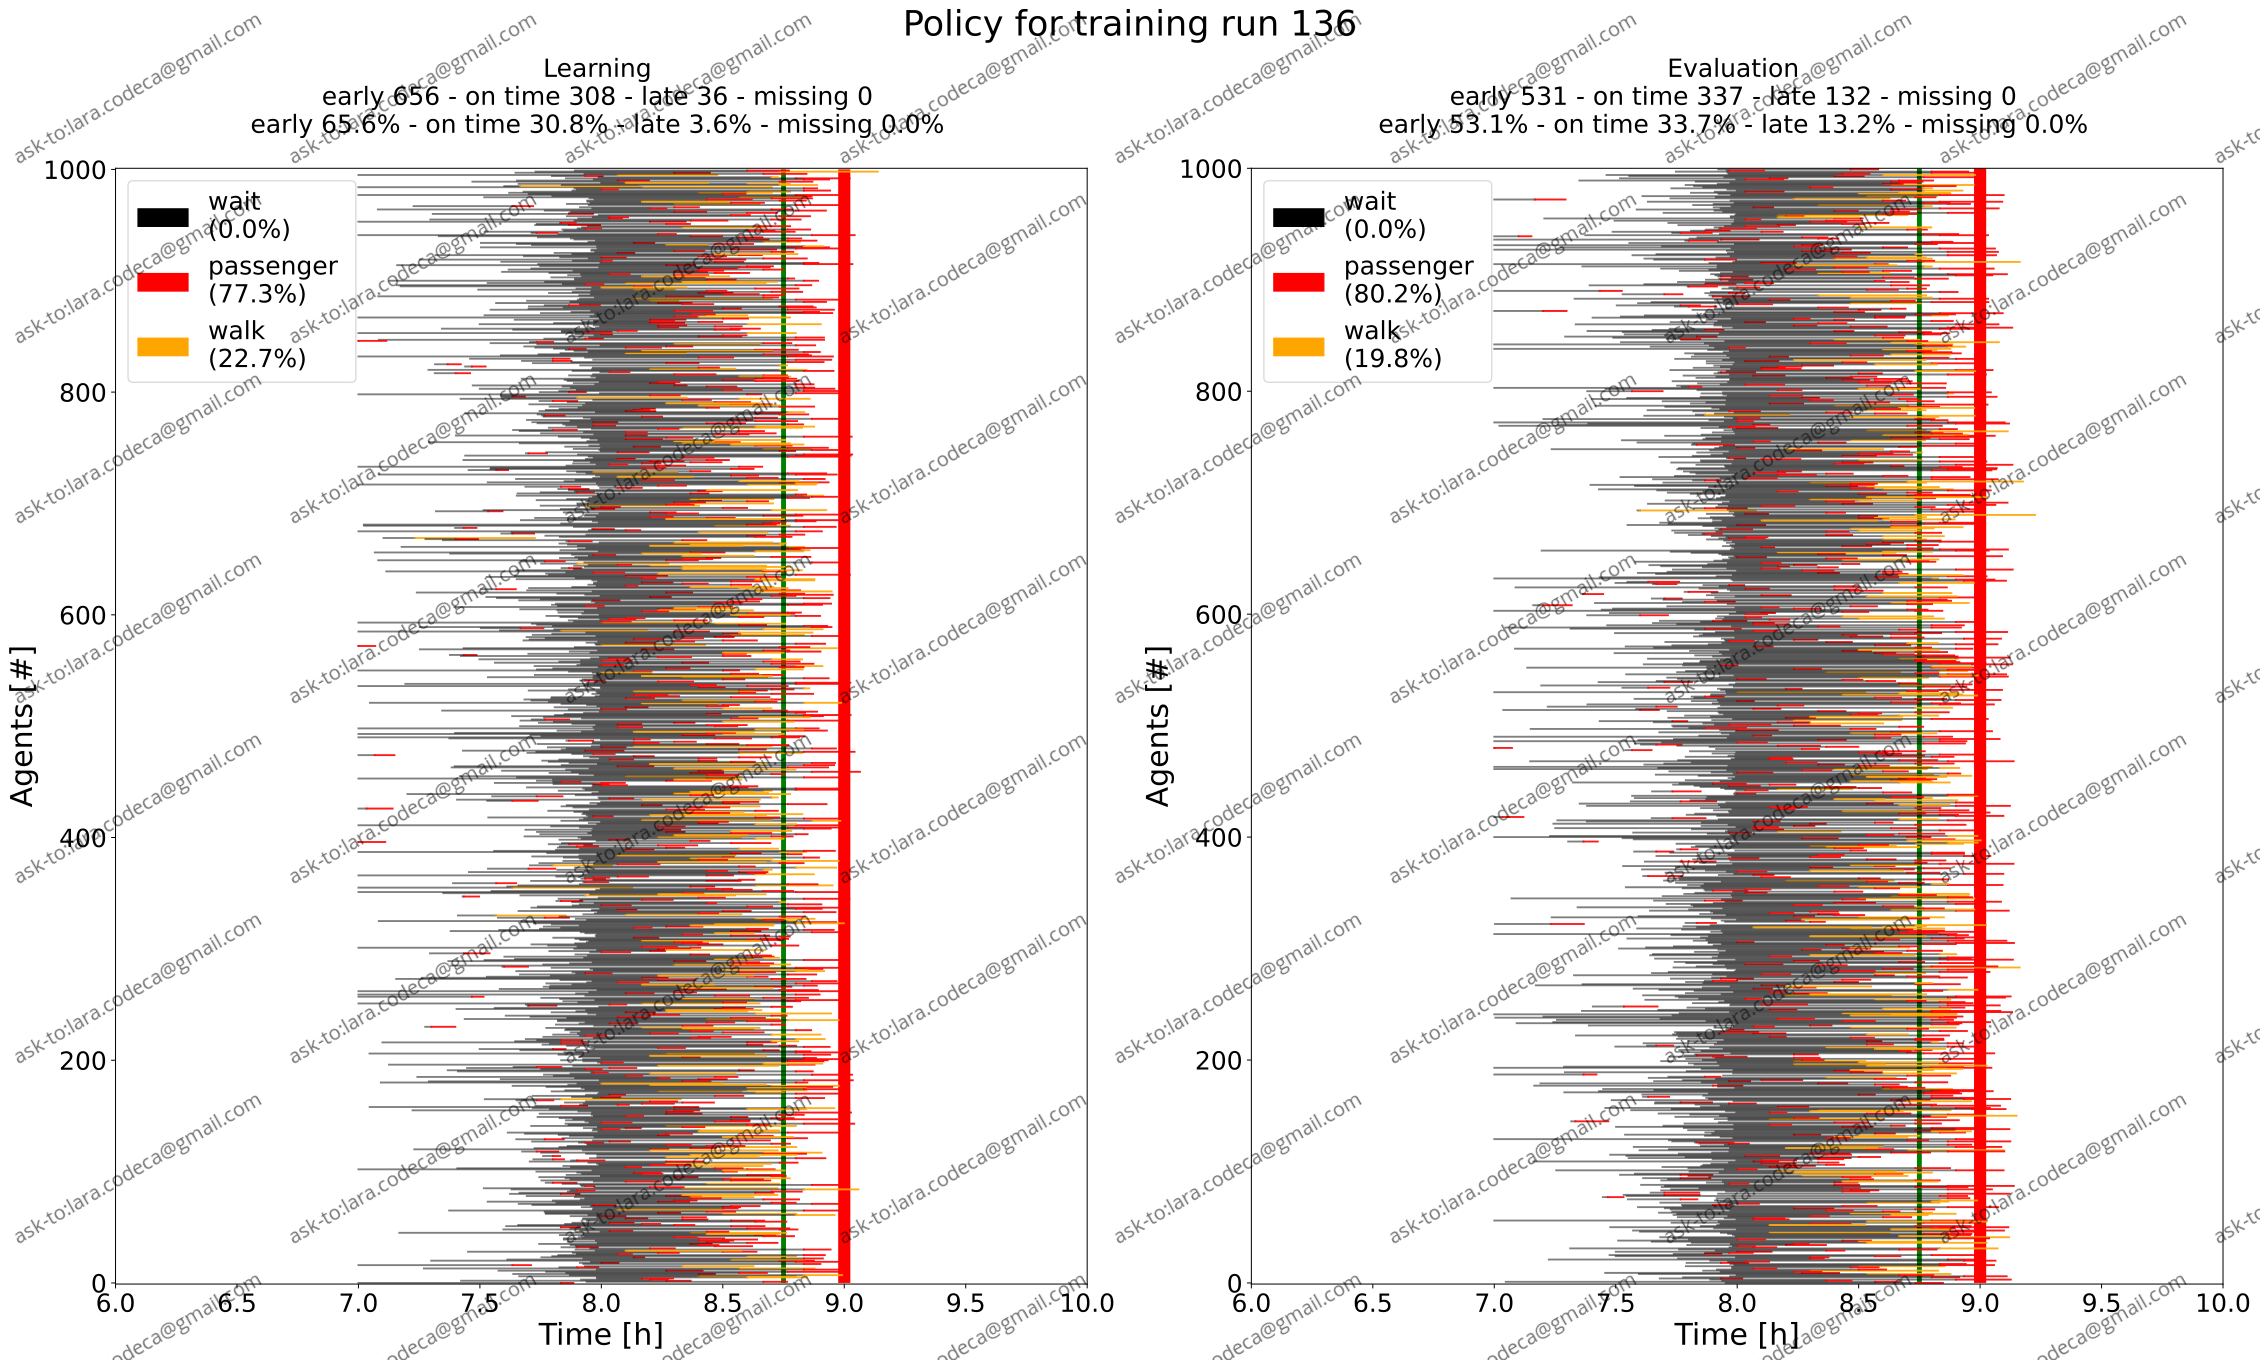 Policy for training run 136
Learning
early 656 - on time 308 - late 36 - missing 0
early 65.6% - on time 30.8% - late 3.6% - missing 0.0%
1000
800
600
400
200
0
Agents [#]
wait
(0.0%)
passenger
(77.3%)
walk
(22.7%)
6.0 6.5 7.0 7.5 8.0 8.5 9.0 9.5 10.0
Time [h]
Evaluation
early 531 - on time 337 - late 132 - missing 0
early 53.1% - on time 33.7% - late 13.2% - missing 0.0%
1000
800
600
400
200
0
Agents [#]
wait
(0.0%)
passenger
(80.2%)
walk
(19.8%)
6.0 6.5 7.0 7.5 8.0 8.5 9.0 9.5 10.0
Time [h]
ask-to:lara.codeca@gmail.com